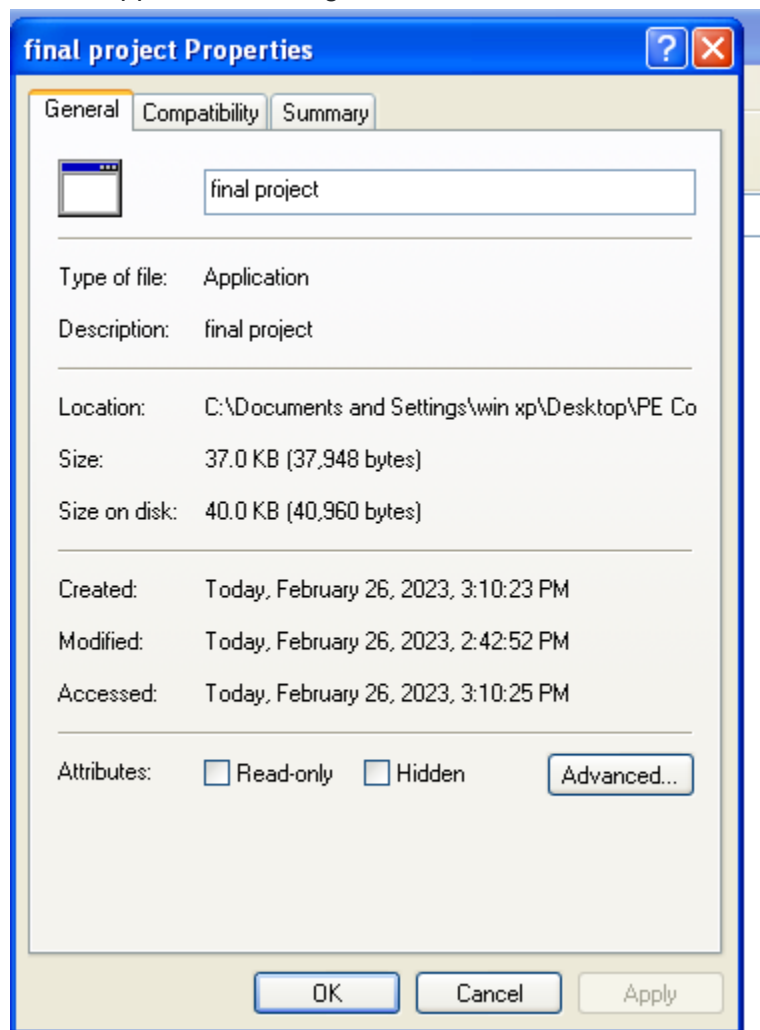 final project Properties
General Compatibility Summary
final project
Type of file: Application
Description: final project
Location: C:\Documents and Settings\win xp\Desktop\PE Co
Size: 37.0 KB (37,948 bytes)
Size on disk: 40.0 KB (40,960 bytes)
Created: Today, February 26, 2023, 3:10:23 PM
Modified: Today, February 26, 2023, 2:42:52 PM
Accessed: Today, February 26, 2023, 3:10:25 PM
Attributes: Read-only Hidden Advanced...
OK Cancel Apply